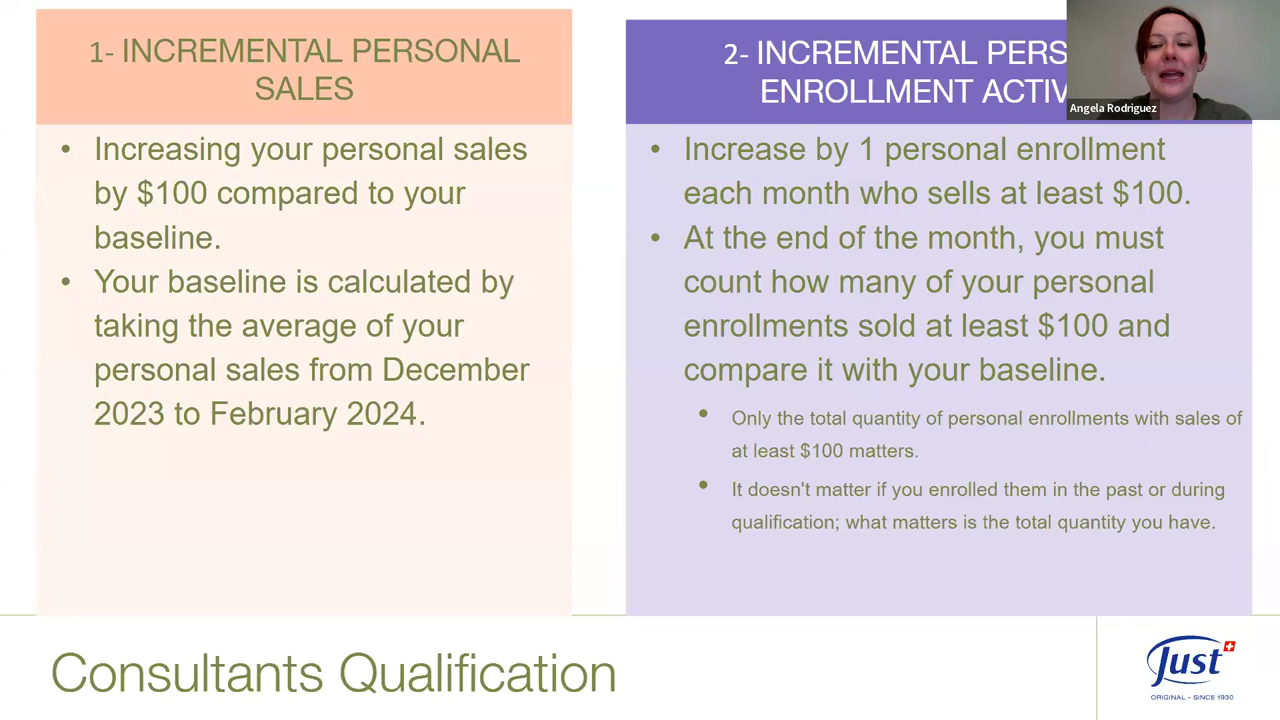 1- INCREMENTAL PERSONAL
SALES
• Increasing your personal sales
by $100 compared to your
baseline.
• Your baseline is calculated by
taking the average of your
personal sales from December
2023 to February 2024.
2- INCREMENTAL PERS
ENROLLMENT ACTIV
Angela Rodriguez
• Increase by 1 personal enrollment
each month who sells at least $100.
• At the end of the month, you must
count how many of your personal
enrollments sold at least $100 and
compare it with your baseline.
• Only the total quantity of personal enrollments with sales of
at least $100 matters.
• It doesn't matter if you enrolled them in the past or during
qualification; what matters is the total quantity you have.
Consultants Qualification
Just
ORIGINAL - SINCE 1930